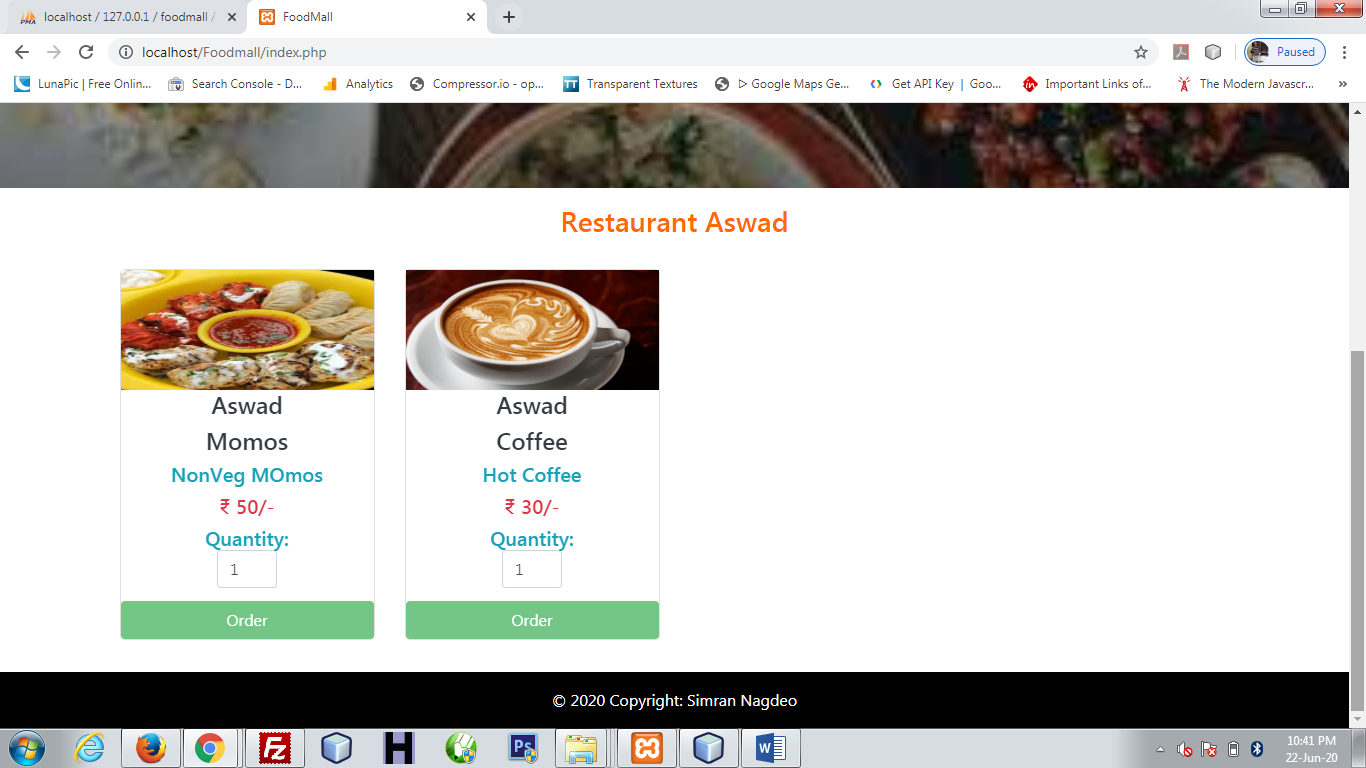 localhost / 127.0.0.1 / foodmall /
FoodMall
localhost/Foodmall/index.php
Paused
LunaPic | Free Onlin...
Search Console - D...
Analytics
Compressor.io - op...
TT
Transparent Textures
ᐅ Google Maps Ge...
Get API Key | Goo...
Important Links of...
The Modern Javascr...
»
Restaurant Aswad
Aswad
Momos
NonVeg MOmos
₹ 50/-
Quantity:
1
Order
Aswad
Coffee
Hot Coffee
₹ 30/-
Quantity:
1
Order
© 2020 Copyright: Simran Nagdeo
10:41 PM
22-Jun-20